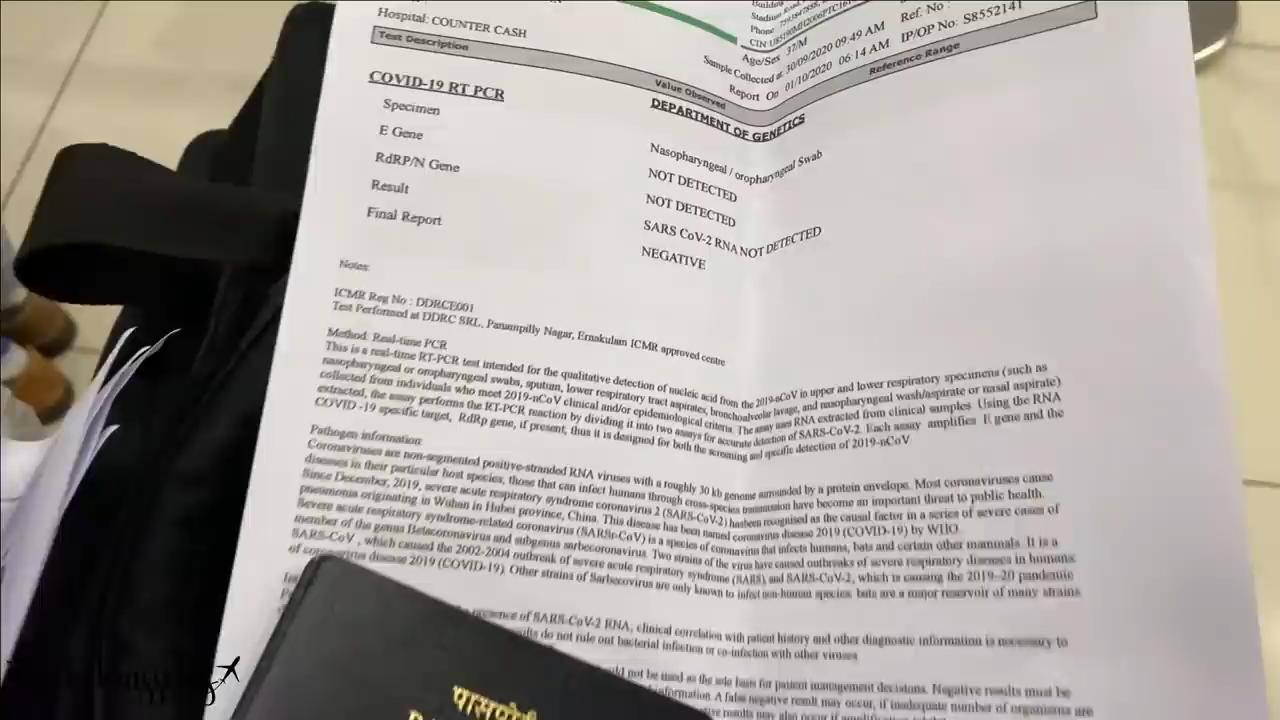 Hospital: COUNTER CASH
Age/Sex 37/M
Sample Collected at 30/09/2020 09:49 AM Ref. No
Report On 01/10/2020 06:14 AM IP/OP No: S8552141
Test Description Value Observed Reference Range
DEPARTMENT OF GENETICS
COVID-19 RT PCR
Specimen Nasopharyngeal / oropharyngeal Swab
E Gene NOT DETECTED
RdRP/N Gene NOT DETECTED
Result SARS CoV-2 RNA NOT DETECTED
Final Report NEGATIVE
Notes:
ICMR Reg No : DDRCE001
Test Performed at DDRC SRL, Panampilly Nagar, Ernakulam ICMR approved centre
Method: Real-time PCR
This is a real-time RT-PCR test intended for the qualitative detection of nucleic acid from the 2019-nCoV in upper and lower respiratory specimens (such as
nasopharyngeal or oropharyngeal swabs, sputum, lower respiratory tract aspirates, bronchoalveolar lavage, and nasopharyngeal wash/aspirate or nasal aspirate)
collected from individuals who meet 2019-nCoV clinical and/or epidemiological criteria. The assay uses RNA extracted from clinical samples. Using the RNA
extracted, the assay performs the RT-PCR reaction by dividing it into two assays for accurate detection of SARS-CoV-2. Each assay amplifies E gene and the
COVID -19 specific target, RdRp gene, if present; thus it is designed for both the screening and specific detection of 2019-nCoV
Pathogen information:
Coronaviruses are non-segmented positive-stranded RNA viruses with a roughly 30 kb genome surrounded by a protein envelope. Most coronaviruses cause
diseases in their particular host species; those that can infect humans through cross-species transmission have become an important threat to public health.
Since December, 2019, severe acute respiratory syndrome coronavirus 2 (SARS-CoV-2) hasbeen recognised as the causal factor in a series of severe cases of
pneumonia originating in Wuhan in Hubei province, China. This disease has been named coronavirus disease 2019 (COVID-19) by WHO.
Severe acute respiratory syndrome-related coronavirus (SARSr-CoV) is a species of coronavirus that infects humans, bats and certain other mammals. It is a
member of the genus Betacoronavirus and subgenus sarbecoronavirus. Two strains of the virus have caused outbreaks of severe respiratory diseases in humans:
SARS-CoV , which caused the 2002-2004 outbreak of severe acute respiratory syndrome (SARS), and SARS-CoV-2, which is causing the 2019–20 pandemic
of coronavirus disease 2019 (COVID-19). Other strains of Sarbecovirus are only known to infect non-human species: bats are a major reservoir of many strains
presence of SARS-CoV-2 RNA; clinical correlation with patient history and other diagnostic information is necessary to
do not rule out bacterial infection or co-infection with other viruses
not be used as the sole basis for patient management decisions. Negative results must be
information. A false negative result may occur, if inadequate number of organisms are
results may also occur if
पासपोर्ट